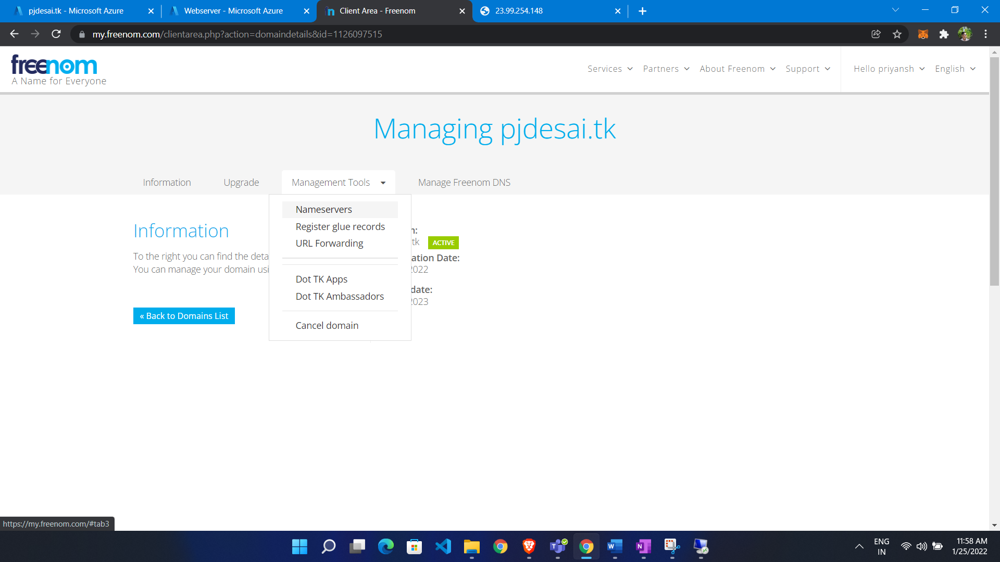 pjdesai.tk - Microsoft Azure
Webserver - Microsoft Azure
Client Area - Freenom
23.99.254.148
my.freenom.com/clientarea.php?action=domaindetails&id=1126097515
freenom
A Name for Everyone
Services
Partners
About Freenom
Support
Hello priyansh
English
Managing pjdesai.tk
Information
Upgrade
Management Tools
Manage Freenom DNS
Nameservers
Register glue records
URL Forwarding
Dot TK Apps
Dot TK Ambassadors
Cancel domain
Information
To the right you can find the deta
You can manage your domain usi
« Back to Domains List
n:
tk
ACTIVE
ation Date:
2022
date:
2023
https://my.freenom.com/#tab3
ENG
IN
11:58 AM
1/25/2022